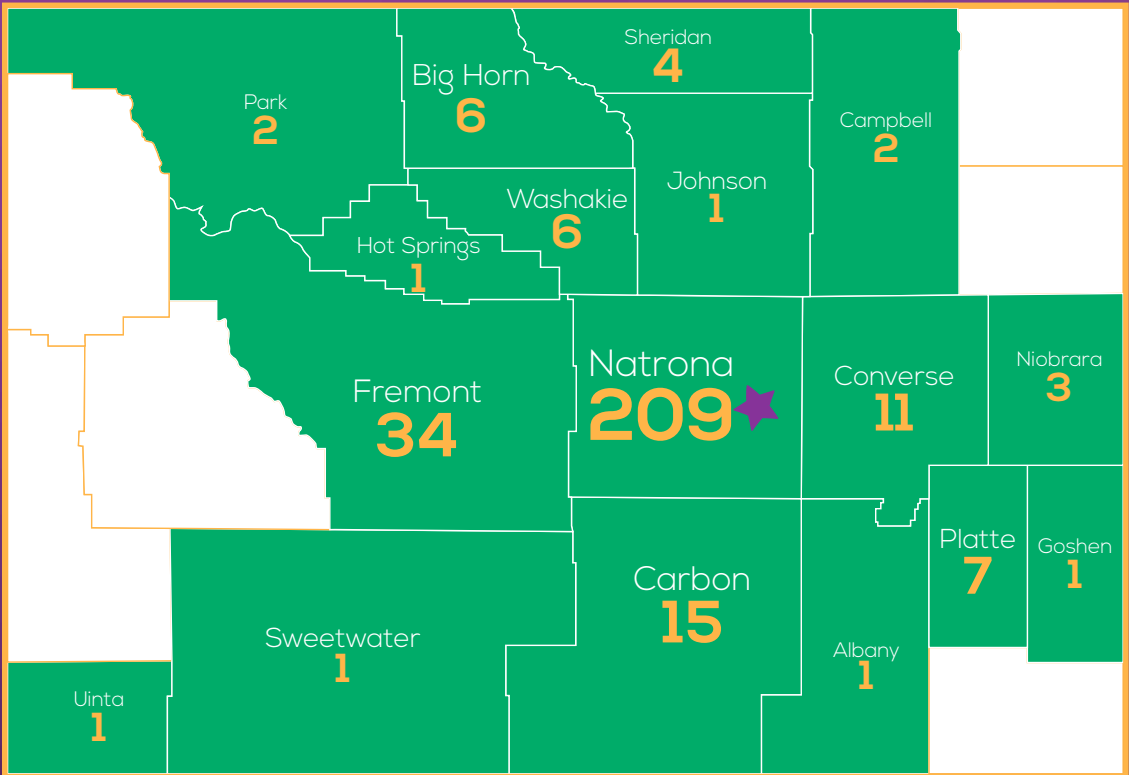 Sheridan
4
Big Horn
6
Park
2
Campbell
2
Johnson
1
Washakie
6
Hot Springs
1
Natrona
209
Niobrara
3
Converse
11
Fremont
34
Platte
7
Goshen
1
Carbon
15
Sweetwater
1
Albany
1
Uinta
1